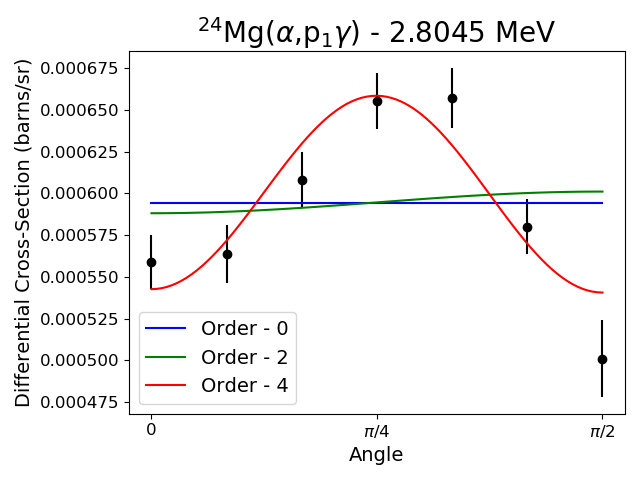 ²⁴Mg(α,p₁γ) - 2.8045 MeV
Differential Cross-Section (barns/sr)
0.000675
0.000650
0.000625
0.000600
0.000575
0.000550
0.000525
0.000500
0.000475
Order - 0
Order - 2
Order - 4
0
π/4
π/2
Angle